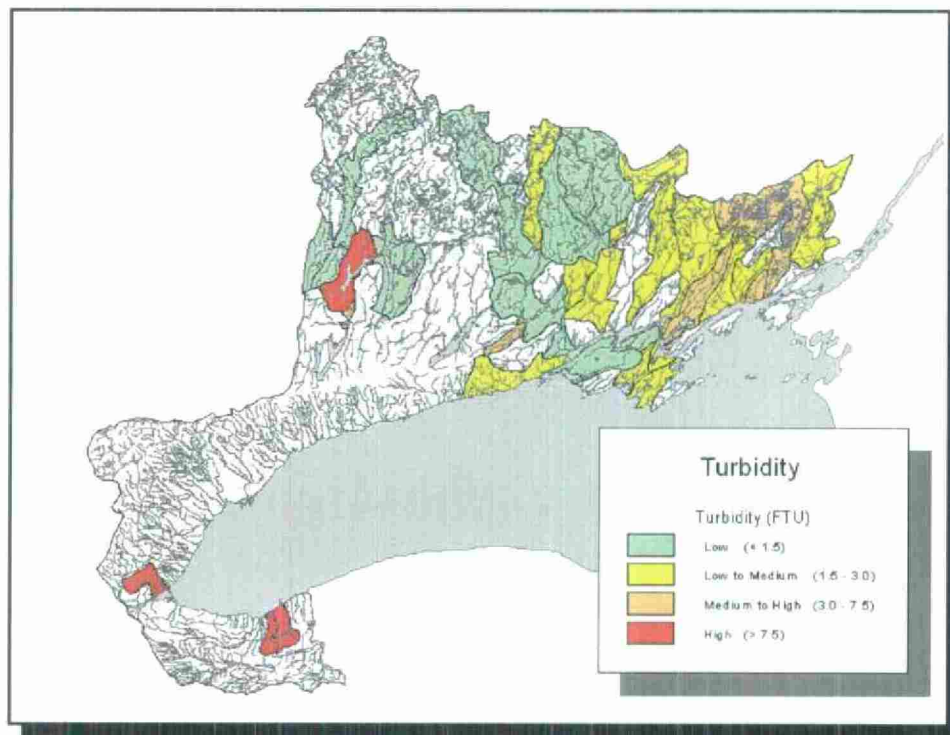 Turbidity
Turbidity (FTU)
Low (< 1.5)
Low to Medium (1.5 - 3.0)
Medium to High (3.0 - 7.5)
High (> 7.5)